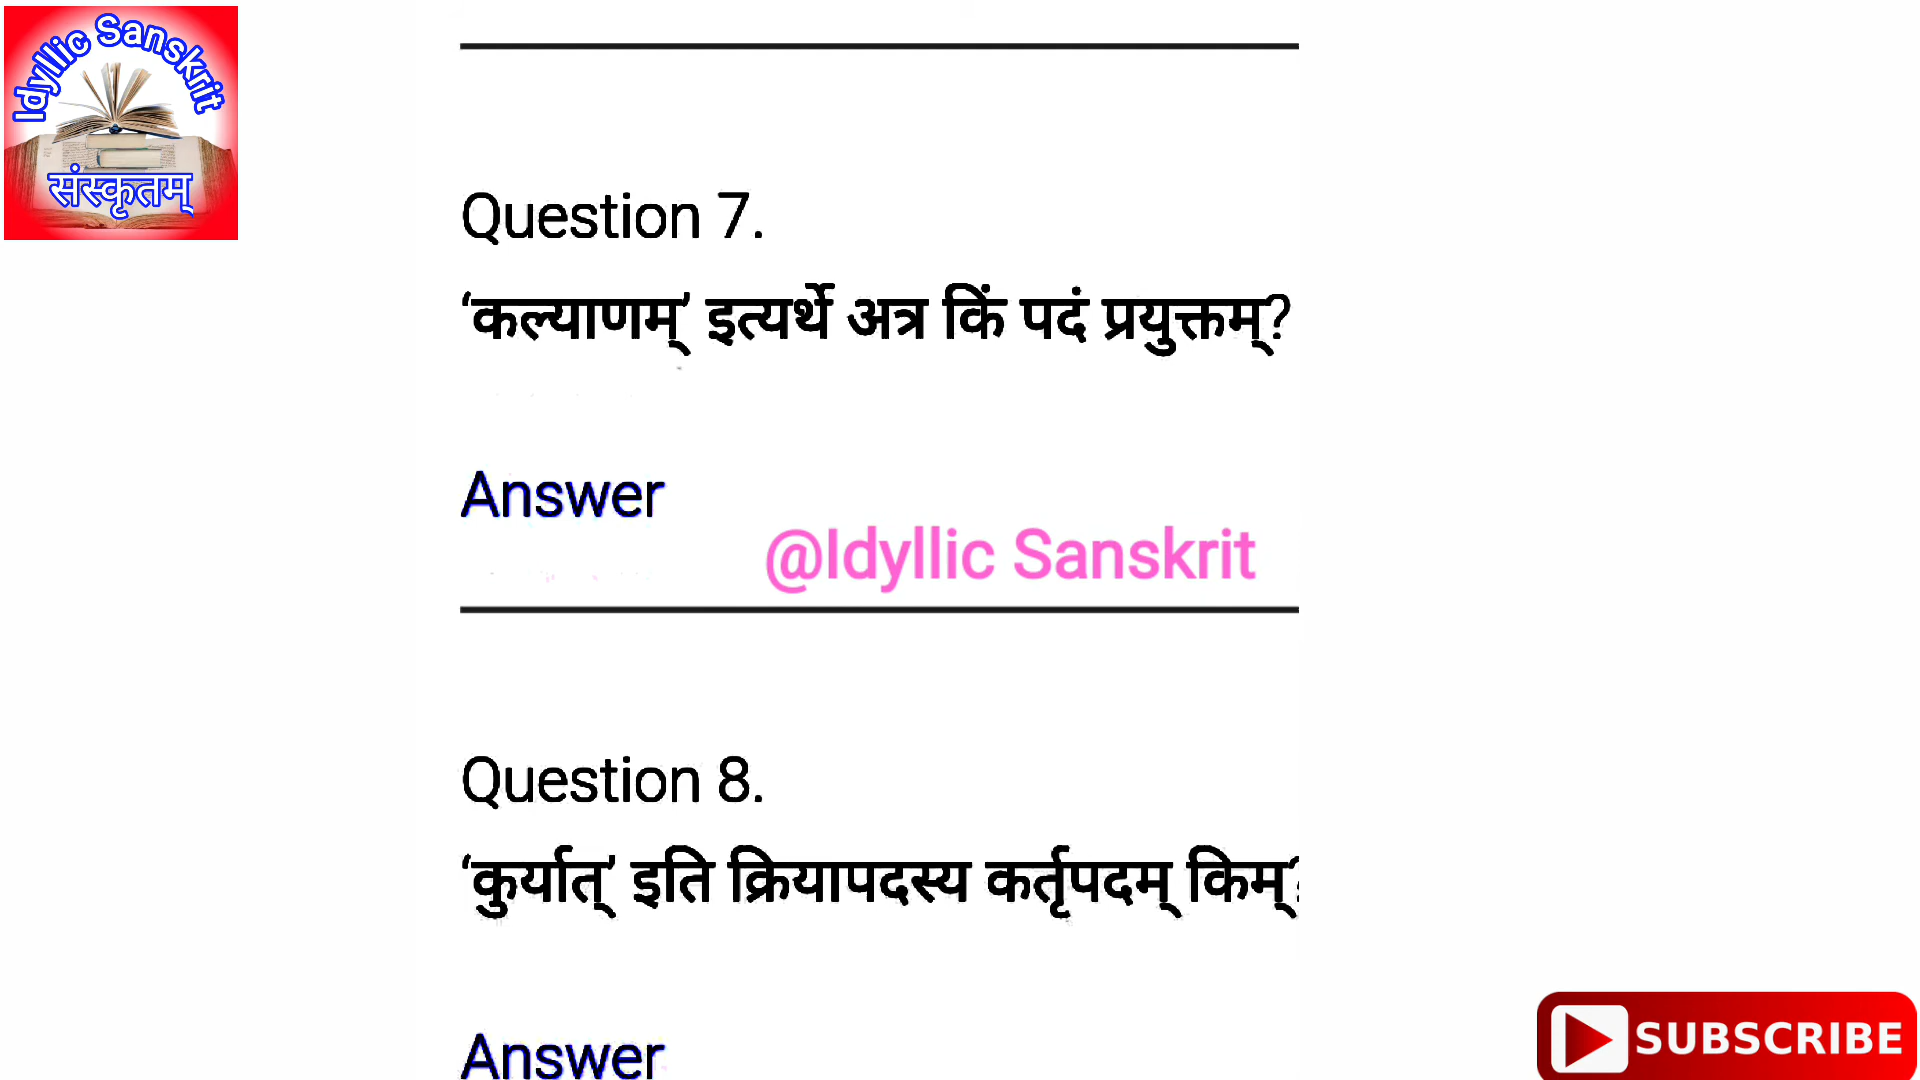 Idyllic Sanskrit
संस्कृतम्
Question 7.
‘कल्याणम्’ इत्यर्थे अत्र किं पदं प्रयुक्तम्?
Answer
@Idyllic Sanskrit
Question 8.
‘कुर्यात्’ इति क्रियापदस्य कर्तृपदम् किम्?
Answer
SUBSCRIBE